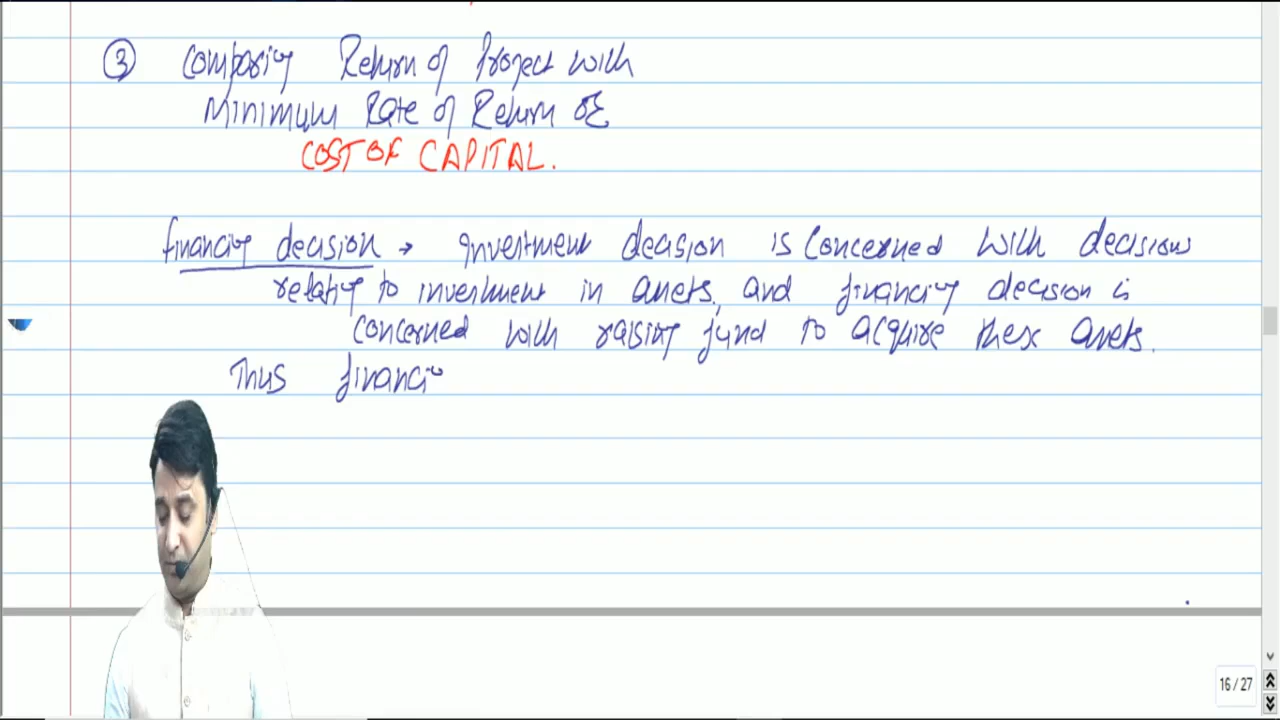 ③ Comparing Return of Project with
Minimum Rate of Return or
COST OF CAPITAL.
financing decision → Investment decision is concerned with decisions
relating to investment in assets, and financing decision is
concerned with raising fund to acquire these assets.
Thus financi
16 / 27